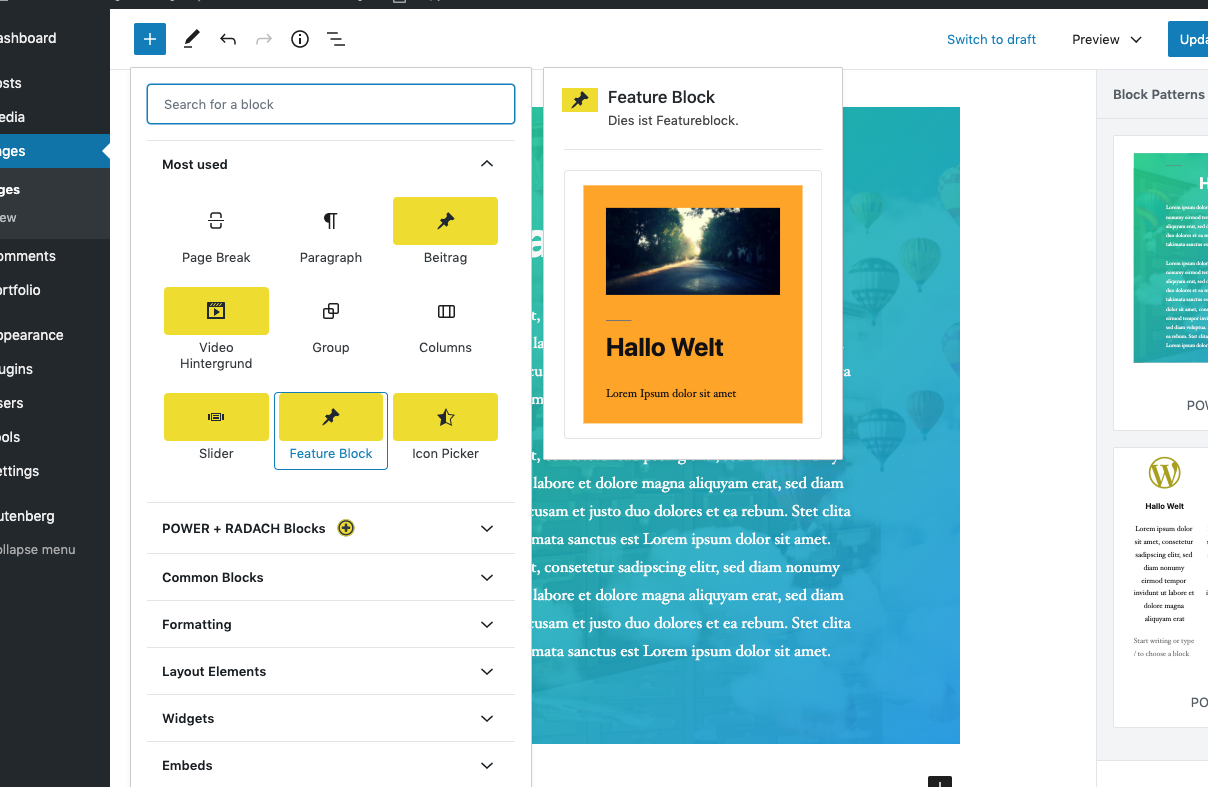 ashboard
osts
edia
ages
ges
ew
omments
ortfolio
ppearance
ugins
sers
ools
ettings
utenberg
ollapse menu
Switch to draft
Preview
Upda
Search for a block
Most used
Page Break
Paragraph
Beitrag
Video
Hintergrund
Group
Columns
Slider
Feature Block
Icon Picker
POWER + RADACH Blocks
Common Blocks
Formatting
Layout Elements
Widgets
Embeds
Feature Block
Dies ist Featureblock.
Hallo Welt
Lorem Ipsum dolor sit amet
labore et dolore magna aliquyam erat, sed diam
usam et justo duo dolores et ea rebum. Stet clita
mata sanctus est Lorem ipsum dolor sit amet.
t, consetetur sadipscing elitr, sed diam nonumy
labore et dolore magna aliquyam erat, sed diam
usam et justo duo dolores et ea rebum. Stet clita
mata sanctus est Lorem ipsum dolor sit amet.
Block Patterns
H
POW
Hallo Welt
Lorem ipsum dolor
sit amet, consetetur
sadipscing elitr, sed
diam nonumy
eirmod tempor
invidunt ut labore et
dolore magna
aliquyam erat
Start writing or type
/ to choose a block
PO